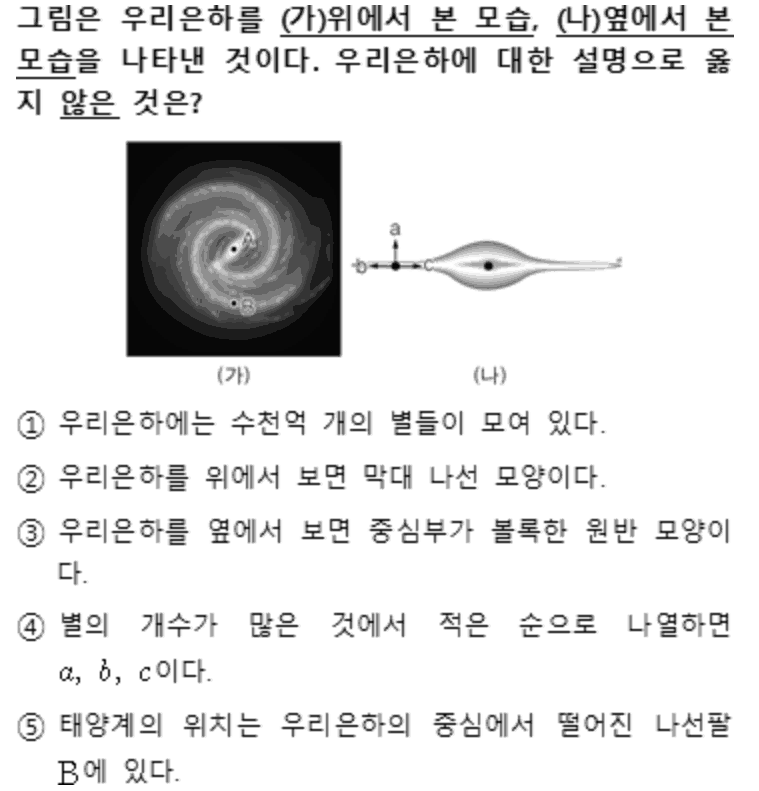 그림은 우리은하를 (가)위에서 본 모습, (나)옆에서 본
모습을 나타낸 것이다. 우리은하에 대한 설명으로 옳
지 않은 것은?
A
B
a
b
c
(가)
(나)
① 우리은하에는 수천억 개의 별들이 모여 있다.
② 우리은하를 위에서 보면 막대 나선 모양이다.
③ 우리은하를 옆에서 보면 중심부가 볼록한 원반 모양이
다.
④ 별의 개수가 많은 것에서 적은 순으로 나열하면
a, b, c이다.
⑤ 태양계의 위치는 우리은하의 중심에서 떨어진 나선팔
B에 있다.